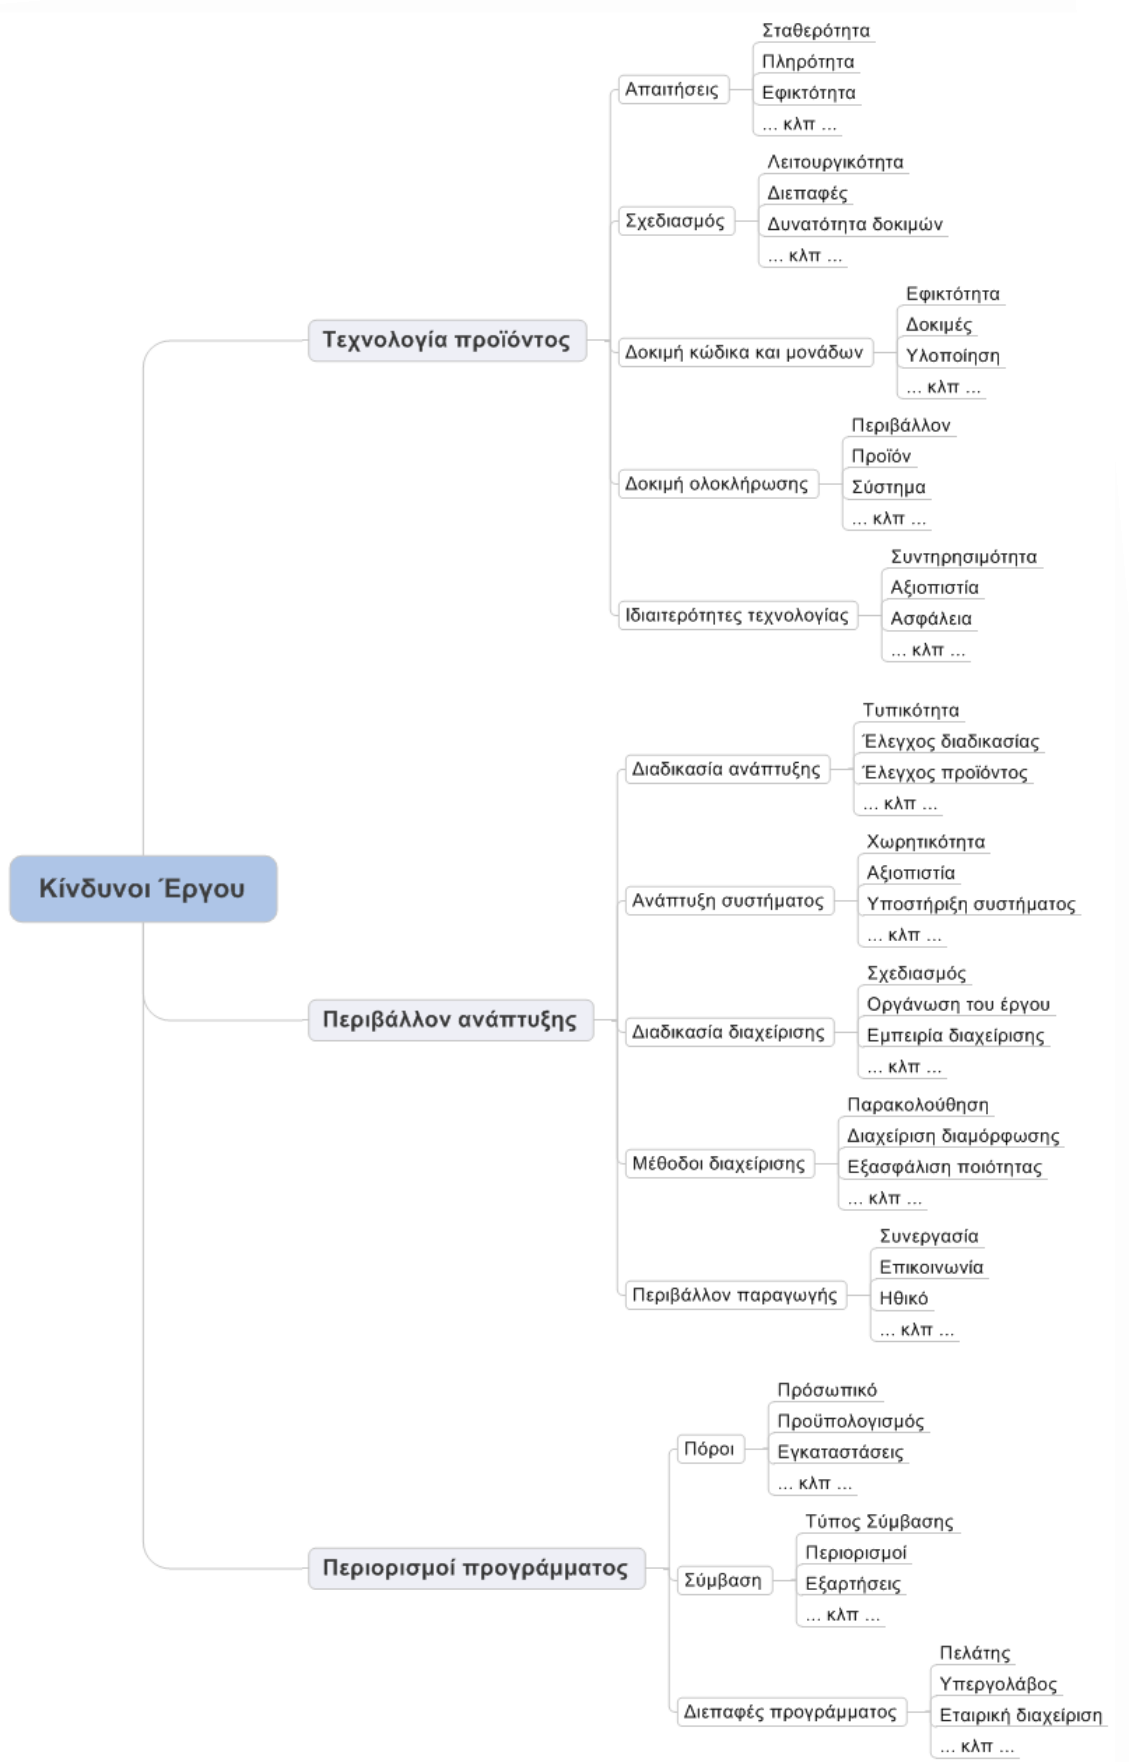 Σταθερότητα
Πληρότητα
Απαιτήσεις
Εφικτότητα
... κλπ ...
Λειτουργικότητα
Διεπαφές
Σχεδιασμός
Δυνατότητα δοκιμών
... κλπ ...
Εφικτότητα
Δοκιμές
Τεχνολογία προϊόντος
Δοκιμή κώδικα και μονάδων
Υλοποίηση
... κλπ ...
Περιβάλλον
Προϊόν
Δοκιμή ολοκλήρωσης
Σύστημα
... κλπ ...
Συντηρησιμότητα
Αξιοπιστία
Ιδιαιτερότητες τεχνολογίας
Ασφάλεια
... κλπ ...
Τυπικότητα
Έλεγχος διαδικασίας
Διαδικασία ανάπτυξης
Έλεγχος προϊόντος
... κλπ ...
Χωρητικότητα
Αξιοπιστία
Κίνδυνοι Έργου
Ανάπτυξη συστήματος
Υποστήριξη συστήματος
... κλπ ...
Σχεδιασμός
Οργάνωση του έργου
Περιβάλλον ανάπτυξης
Διαδικασία διαχείρισης
Εμπειρία διαχείρισης
... κλπ ...
Παρακολούθηση
Διαχείριση διαμόρφωσης
Μέθοδοι διαχείρισης
Εξασφάλιση ποιότητας
... κλπ ...
Συνεργασία
Επικοινωνία
Περιβάλλον παραγωγής
Ηθικό
... κλπ ...
Πρόσωπικό
Προϋπολογισμός
Πόροι
Εγκαταστάσεις
... κλπ ...
Τύπος Σύμβασης
Περιορισμοί
Περιορισμοί προγράμματος
Σύμβαση
Εξαρτήσεις
... κλπ ...
Πελάτης
Υπεργολάβος
Διεπαφές προγράμματος
Εταιρική διαχείριση
... κλπ ...